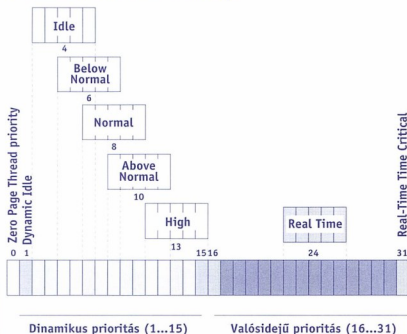 Idle
4
Below
Normal
6
Normal
8
Above
Normal
10
High
13
Real Time
24
Zero Page Thread priority
Dynamic Idle
Real-Time Time Critical
0 1 15 16 31
Dinamikus prioritás (1...15)
Valósidejű prioritás (16...31)